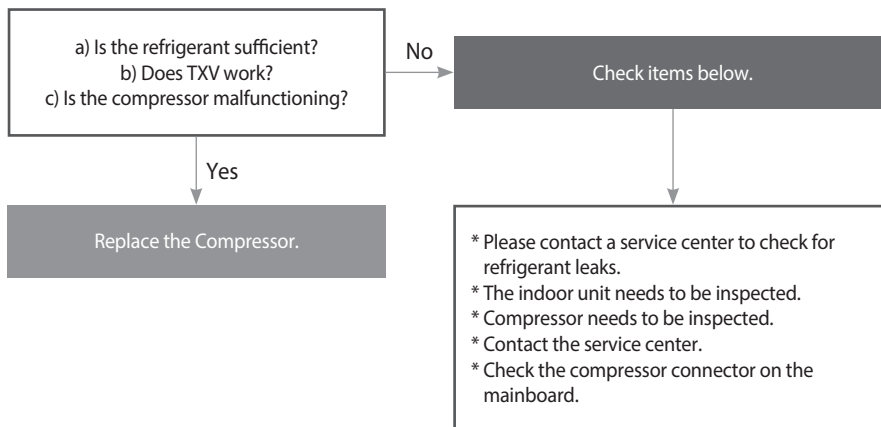 a) Is the refrigerant sufficient?
b) Does TXV work?
c) Is the compressor malfunctioning?
No
Check items below.
Yes
Replace the Compressor.
* Please contact a service center to check for
refrigerant leaks.
* The indoor unit needs to be inspected.
* Compressor needs to be inspected.
* Contact the service center.
* Check the compressor connector on the
mainboard.